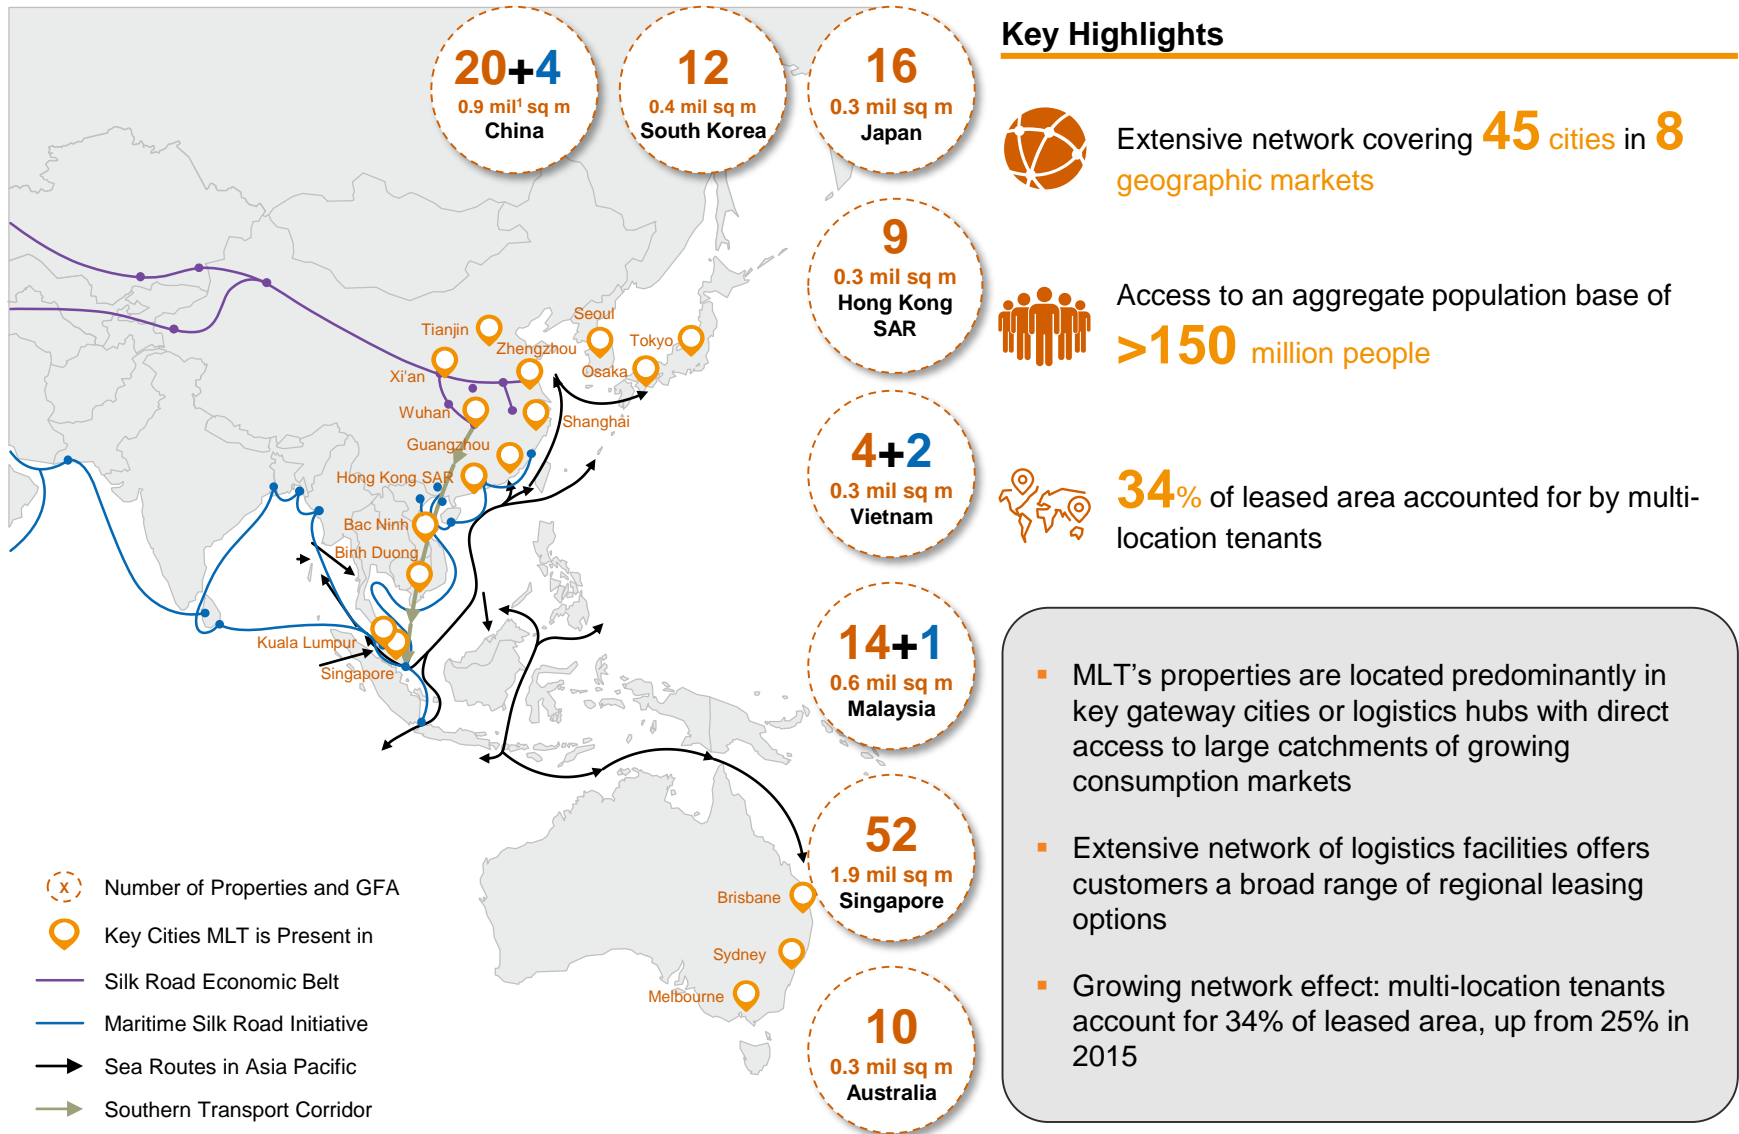 20+4
0.9 mil¹ sq m
China
12
0.4 mil sq m
South Korea
16
0.3 mil sq m
Japan
9
0.3 mil sq m
Hong Kong
SAR
4+2
0.3 mil sq m
Vietnam
14+1
0.6 mil sq m
Malaysia
52
1.9 mil sq m
Singapore
10
0.3 mil sq m
Australia
Tianjin
Zhengzhou
Seoul
Tokyo
Osaka
Xi'an
Wuhan
Shanghai
Guangzhou
Hong Kong SAR
Bac Ninh
Binh Duong
Kuala Lumpur
Singapore
Brisbane
Sydney
Melbourne
x Number of Properties and GFA
Key Cities MLT is Present in
Silk Road Economic Belt
Maritime Silk Road Initiative
Sea Routes in Asia Pacific
Southern Transport Corridor
Key Highlights
Extensive network covering 45 cities in 8
geographic markets
Access to an aggregate population base of
>150 million people
34% of leased area accounted for by multi-
location tenants
▪ MLT's properties are located predominantly in
key gateway cities or logistics hubs with direct
access to large catchments of growing
consumption markets
▪ Extensive network of logistics facilities offers
customers a broad range of regional leasing
options
▪ Growing network effect: multi-location tenants
account for 34% of leased area, up from 25% in
2015